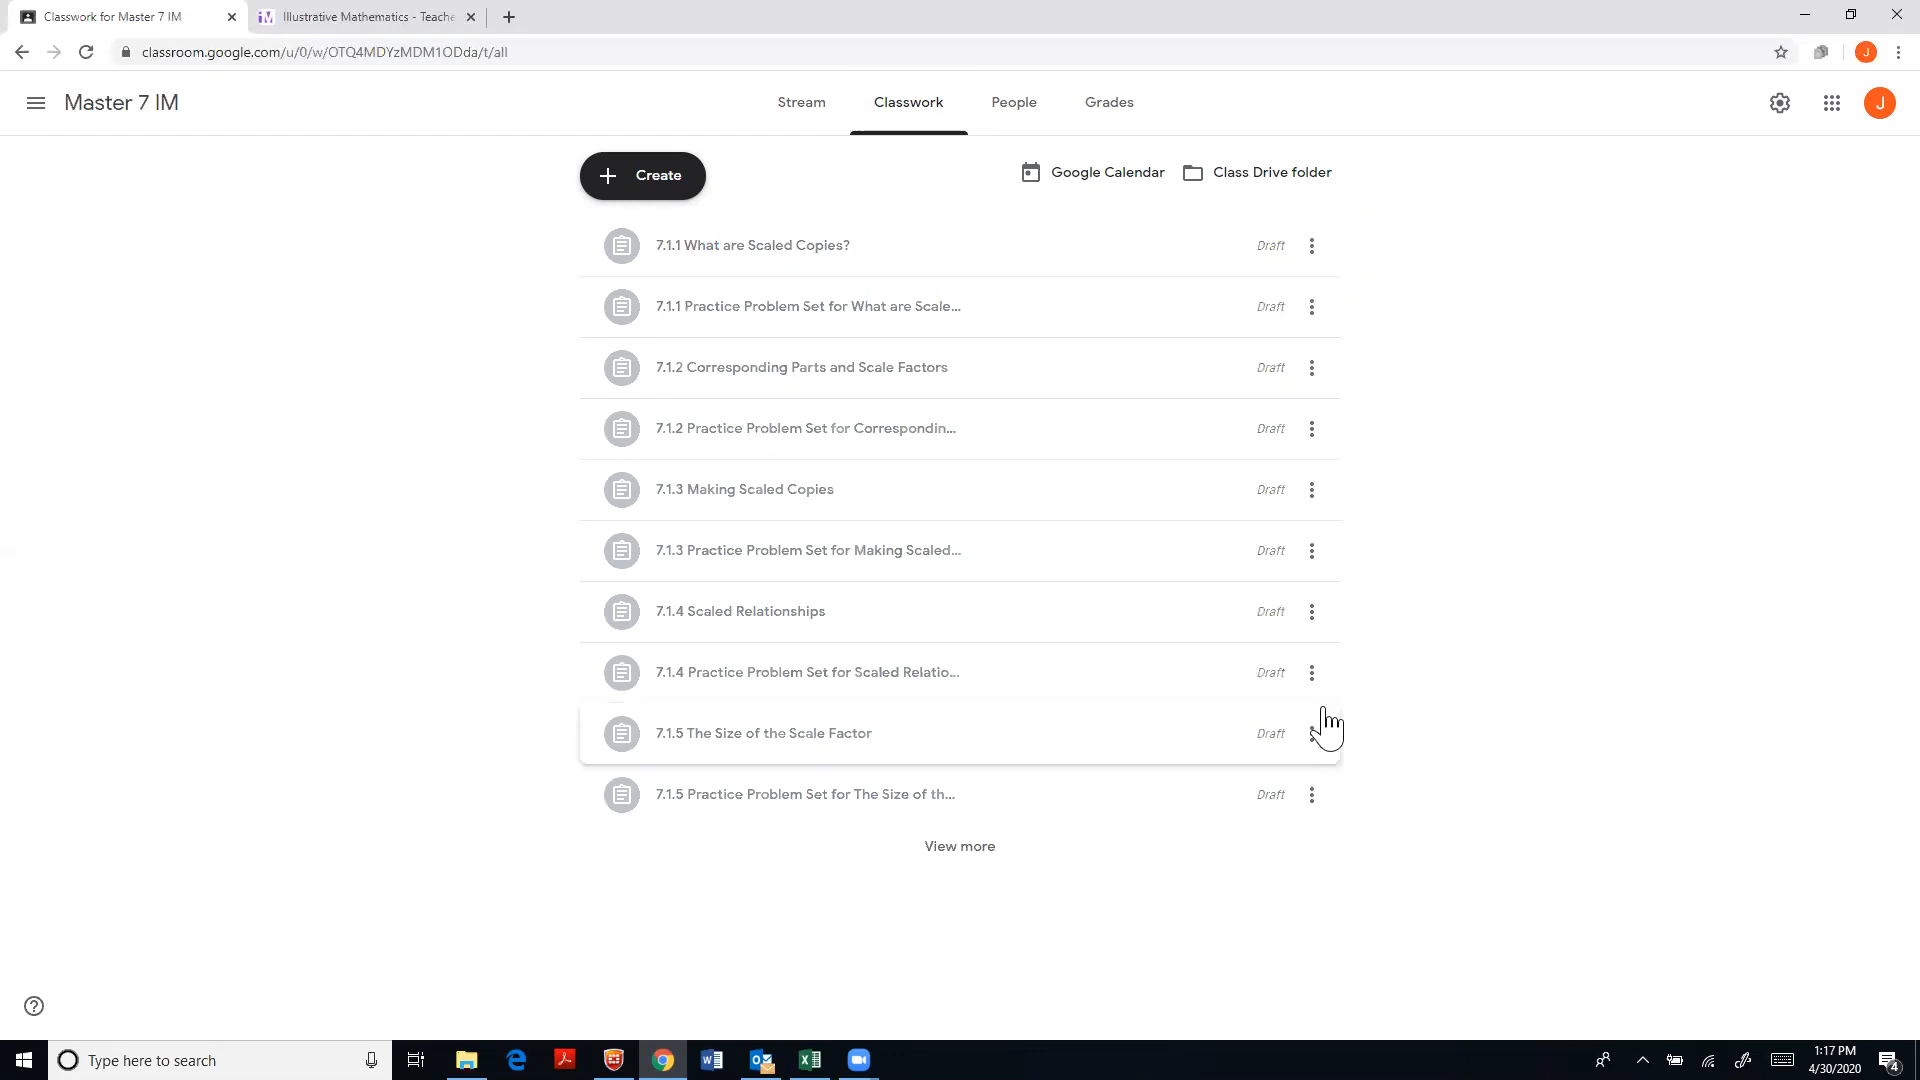 Classwork for Master 7 IM
Illustrative Mathematics - Teache
classroom.google.com/u/0/w/OTQ4MDYzMDM1ODda/t/all
J
Master 7 IM
Stream
Classwork
People
Grades
J
Create
Google Calendar
Class Drive folder
7.1.1 What are Scaled Copies?
Draft
7.1.1 Practice Problem Set for What are Scale...
Draft
7.1.2 Corresponding Parts and Scale Factors
Draft
7.1.2 Practice Problem Set for Correspondin...
Draft
7.1.3 Making Scaled Copies
Draft
7.1.3 Practice Problem Set for Making Scaled...
Draft
7.1.4 Scaled Relationships
Draft
7.1.4 Practice Problem Set for Scaled Relatio...
Draft
7.1.5 The Size of the Scale Factor
Draft
7.1.5 Practice Problem Set for The Size of th...
Draft
View more
Type here to search
1:17 PM
4/30/2020
4